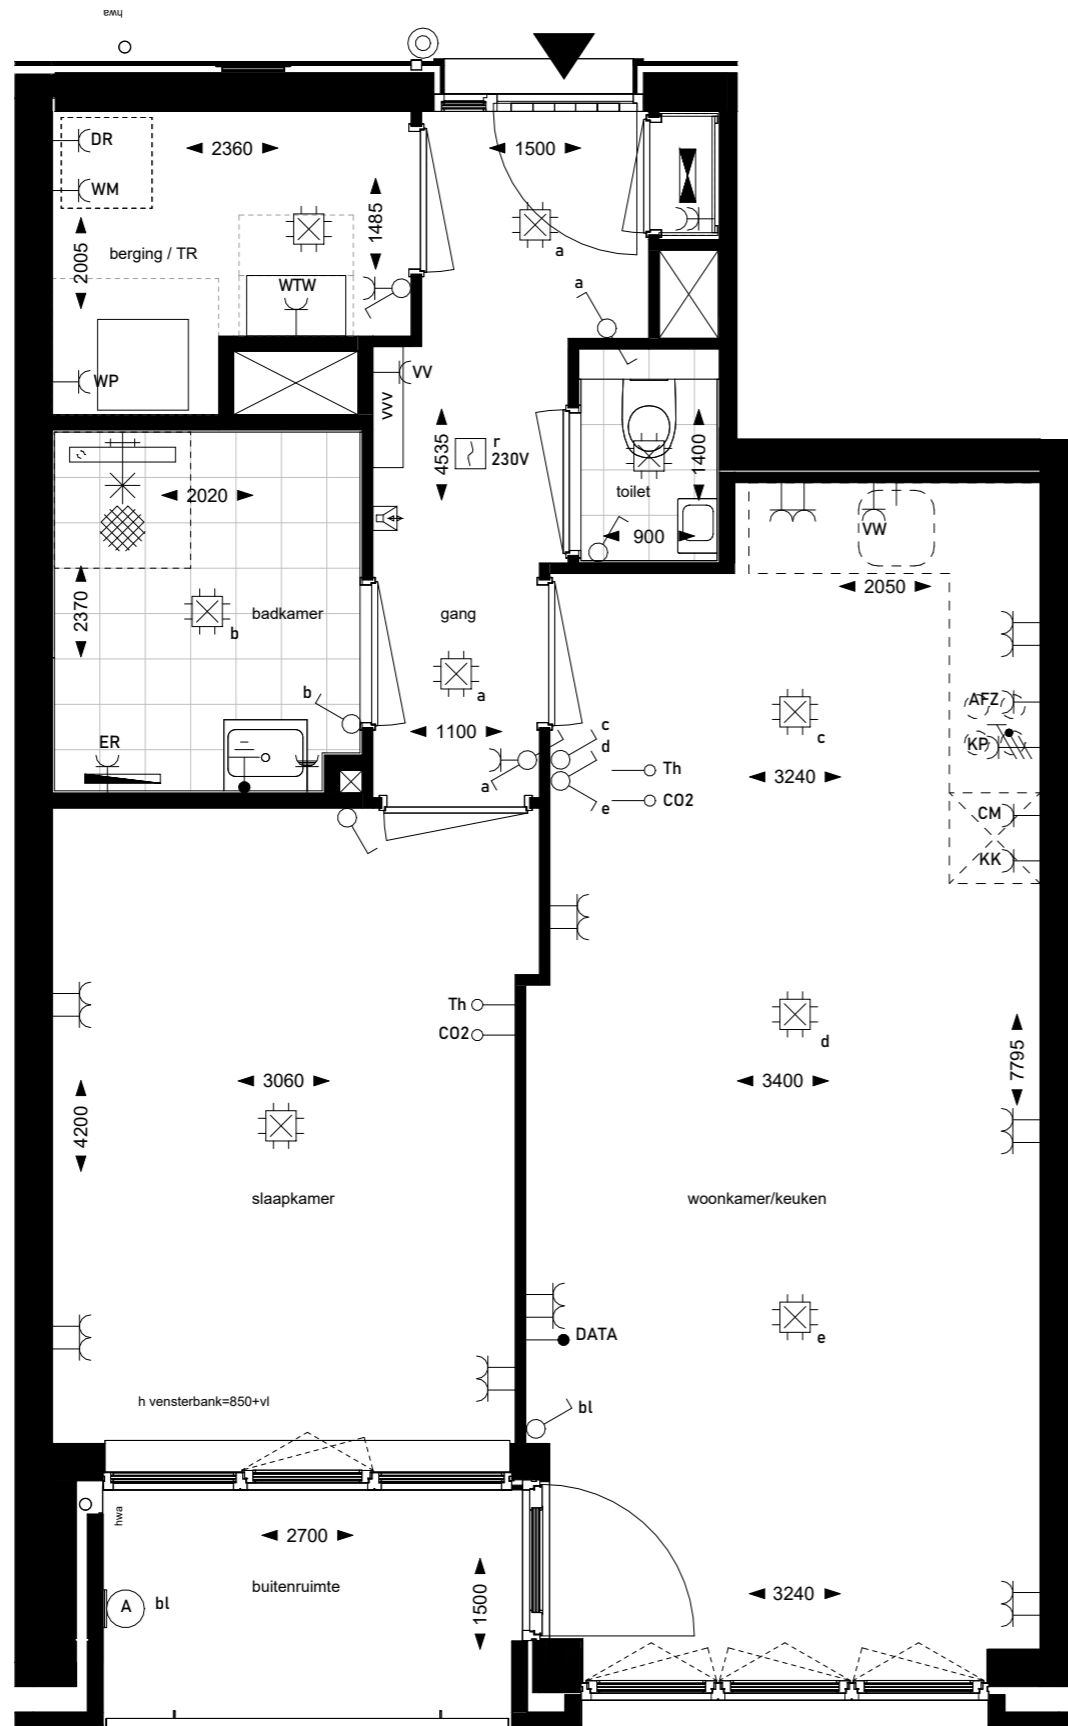 hwa
DR
2360
1500
WM
1485
a
2005
berging / TR
WTW
a
WP
VV
VVV
4535
r
230V
1400
toilet
900
2020
VW
2050
2370
badkamer
b
gang
a
b
1100
ER
a
c
d
e
Th
CO2
AFZ
c
KP
3240
CM
KK
Th
CO2
d
7795
3060
3400
4200
slaapkamer
woonkamer/keuken
DATA
e
h vensterbank=850+vl
bl
hwa
2700
buitenruimte
A
bl
1500
3240